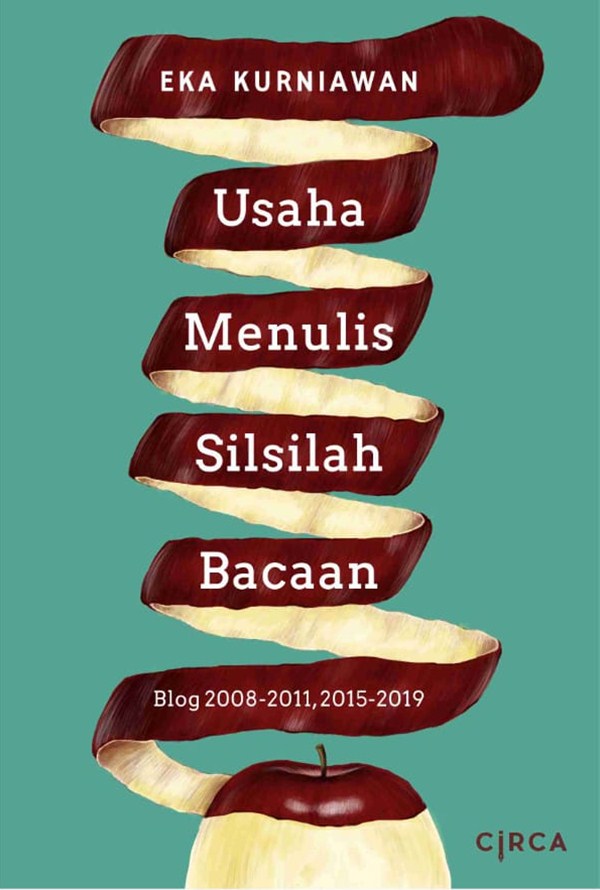 EKA KURNIAWAN
Usaha
Menulis
Silsilah
Bacaan
Blog 2008-2011, 2015-2019
CiRCA